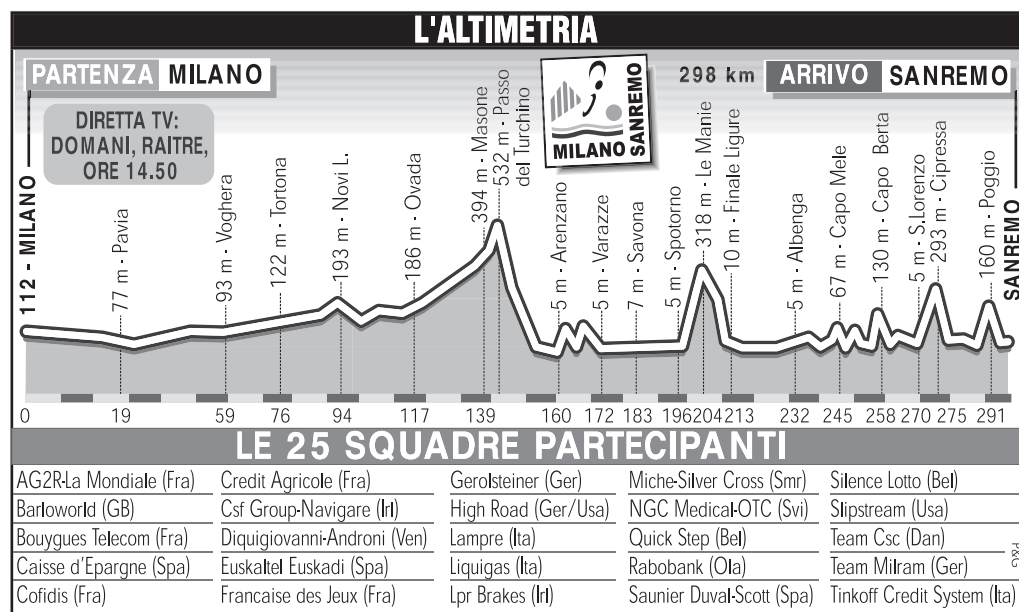 L'ALTIMETRIA
PARTENZA MILANO
298 km
ARRIVO SANREMO
DIRETTA TV:
DOMANI, RAITRE,
ORE 14.50
MILANO
SANREMO
112 - MILANO
77 m - Pavia
93 m - Voghera
122 m - Tortona
193 m - Novi L.
186 m - Ovada
394 m - Masone
532 m - Passo
del Turchino
5 m - Arenzano
5 m - Varazze
7 m - Savona
5 m - Spotorno
318 m - Le Manie
10 m - Finale Ligure
5 m - Albenga
67 m - Capo Mele
130 m - Capo Berta
5 m - S.Lorenzo
293 m - Cipressa
160 m - Poggio
SANREMO
0 19 59 76 94 117 139 160 172 183 196 204 213 232 245 258 270 275 291
LE 25 SQUADRE PARTECIPANTI
AG2R-La Mondiale (Fra) Credit Agricole (Fra) Gerolsteiner (Ger) Miche-Silver Cross (Smr) Silence Lotto (Bel)
Barloworld (GB) Csf Group-Navigare (Irl) High Road (Ger/Usa) NGC Medical-OTC (Svi) Slipstream (Usa)
Bouygues Telecom (Fra) Diquigiovanni-Androni (Ven) Lampre (Ita) Quick Step (Bel) Team Csc (Dan)
Caisse d'Epargne (Spa) Euskaltel Euskadi (Spa) Liquigas (Ita) Rabobank (Ola) Team Milram (Ger)
Cofidis (Fra) Francaise des Jeux (Fra) Lpr Brakes (Irl) Saunier Duval-Scott (Spa) Tinkoff Credit System (Ita)
P&G